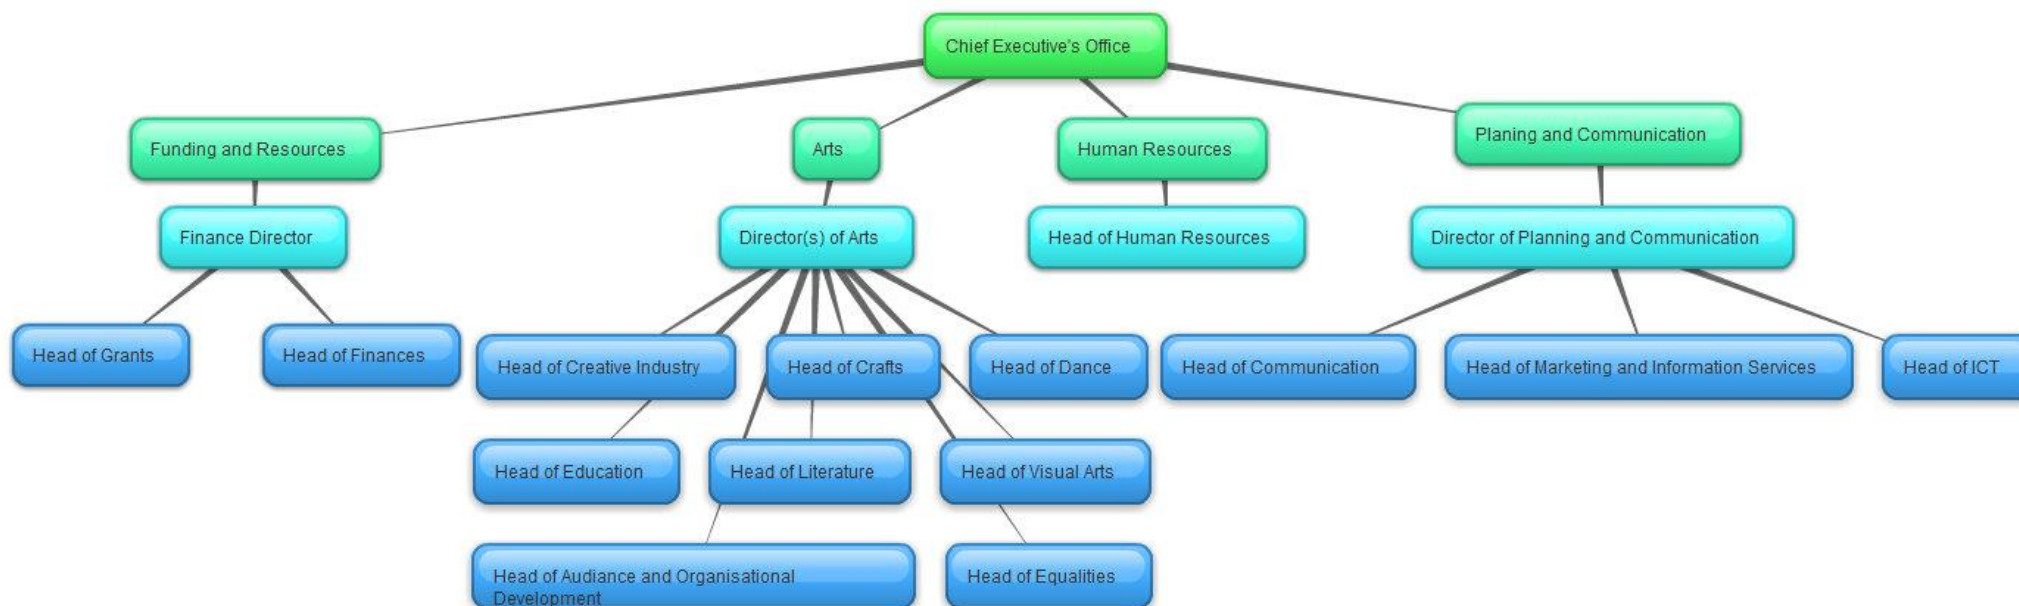 Chief Executive's Office
Funding and Resources
Arts
Human Resources
Planing and Communication
Finance Director
Director(s) of Arts
Head of Human Resources
Director of Planning and Communication
Head of Grants
Head of Finances
Head of Creative Industry
Head of Crafts
Head of Dance
Head of Communication
Head of Marketing and Information Services
Head of ICT
Head of Education
Head of Literature
Head of Visual Arts
Head of Audiance and Organisational
Development
Head of Equalities